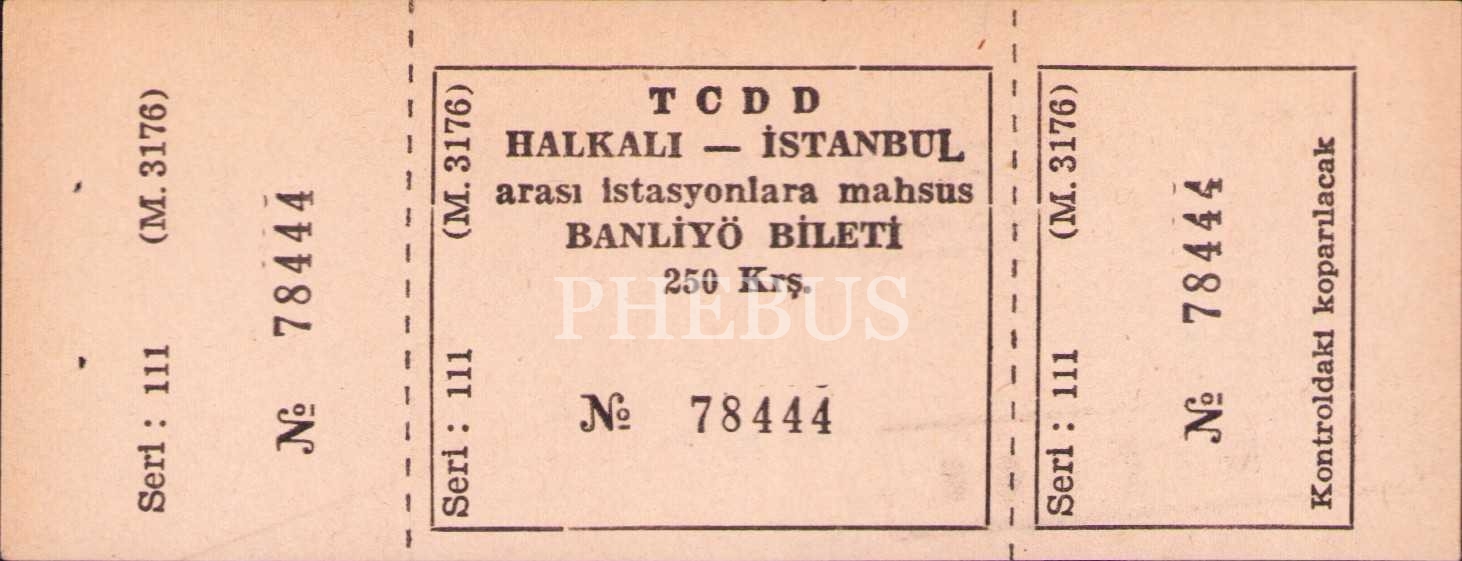 Seri : 111 (M. 3176)
№ 78444
Seri : 111 (M. 3176)
T C D D
HALKALI — İSTANBUL
arası istasyonlara mahsus
BANLİYÖ BİLETİ
250 Krş.
PHEBUS
№ 78444
Seri : 111 (M. 3176)
№ 78444
Kontroldaki koparılacak